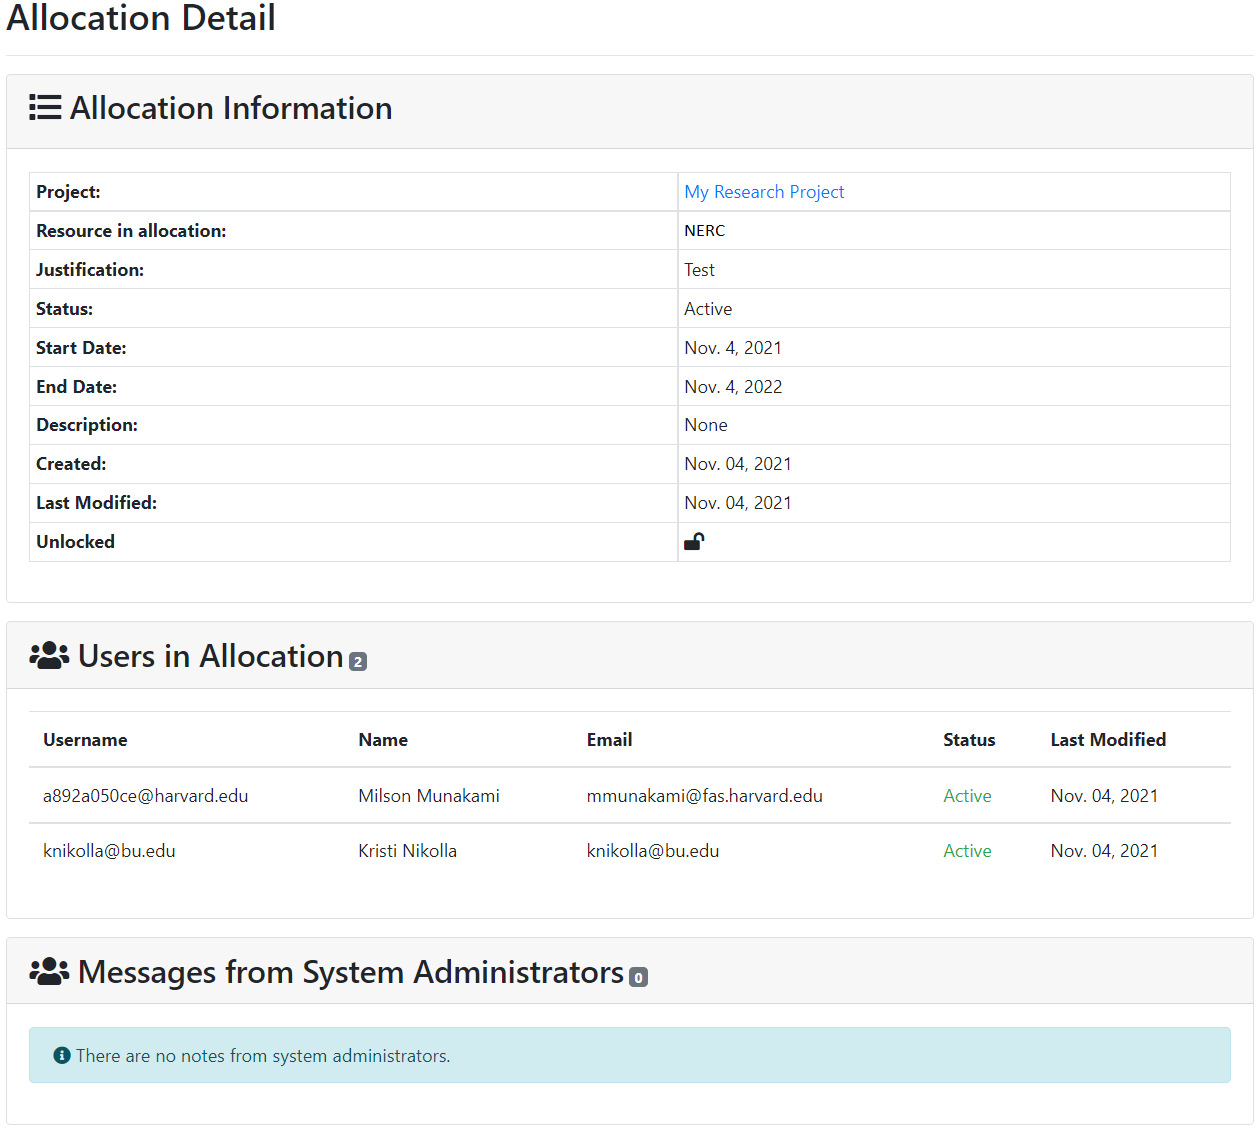 Allocation Detail
Allocation Information
Project: My Research Project
Resource in allocation: NERC
Justification: Test
Status: Active
Start Date: Nov. 4, 2021
End Date: Nov. 4, 2022
Description: None
Created: Nov. 04, 2021
Last Modified: Nov. 04, 2021
Unlocked
Users in Allocation 2
Username Name Email Status Last Modified
a892a050ce@harvard.edu Milson Munakami mmunakami@fas.harvard.edu Active Nov. 04, 2021
knikolla@bu.edu Kristi Nikolla knikolla@bu.edu Active Nov. 04, 2021
Messages from System Administrators 0
There are no notes from system administrators.